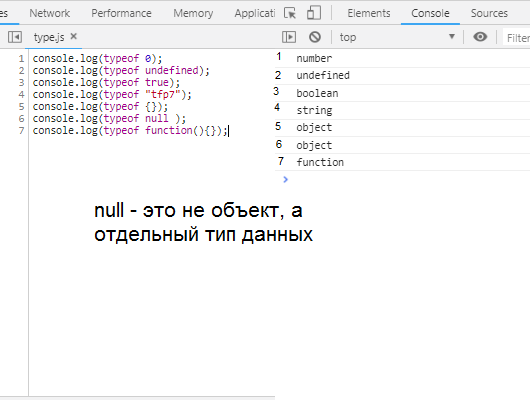 es Network Performance Memory Applicati Elements Console Sources
type.js × top ▼ Filter
1 console.log(typeof 0);
2 console.log(typeof undefined);
3 console.log(typeof true);
4 console.log(typeof "tfp7");
5 console.log(typeof {});
6 console.log(typeof null );
7 console.log(typeof function(){});
1 number
2 undefined
3 boolean
4 string
5 object
6 object
7 function
null - это не объект, а
отдельный тип данных